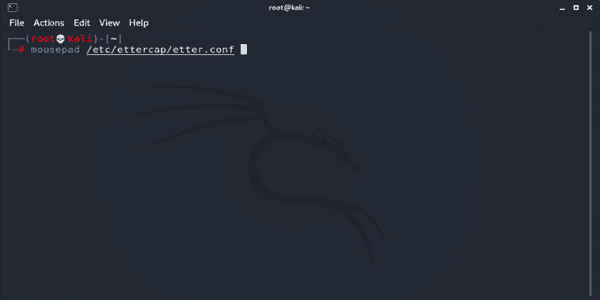 root@kali: ~
File Actions Edit View Help
┌──(root💀kali)-[~]
└─# mousepad /etc/ettercap/etter.conf